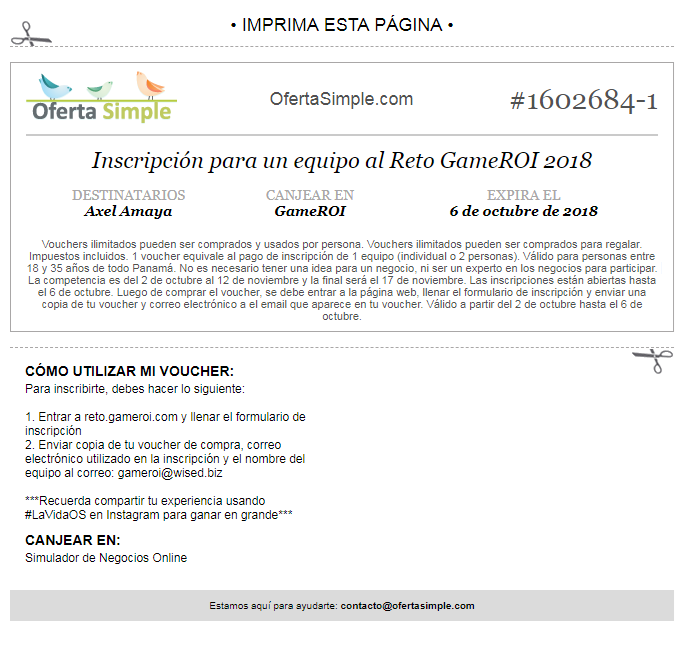 • IMPRIMA ESTA PÁGINA •
Oferta Simple
OfertaSimple.com
#1602684-1
Inscripción para un equipo al Reto GameROI 2018
DESTINATARIOS
Axel Amaya
CANJEAR EN
GameROI
EXPIRA EL
6 de octubre de 2018
Vouchers ilimitados pueden ser comprados y usados por persona. Vouchers ilimitados pueden ser comprados para regalar.
Impuestos incluidos. 1 voucher equivale al pago de inscripción de 1 equipo (individual o 2 personas). Válido para personas entre
18 y 35 años de todo Panamá. No es necesario tener una idea para un negocio, ni ser un experto en los negocios para participar.
La competencia es del 2 de octubre al 12 de noviembre y la final será el 17 de noviembre. Las inscripciones están abiertas hasta
el 6 de octubre. Luego de comprar el voucher, se debe entrar a la página web, llenar el formulario de inscripción y enviar una
copia de tu voucher y correo electrónico a el email que aparece en tu voucher. Válido a partir del 2 de octubre hasta el 6 de
octubre.
CÓMO UTILIZAR MI VOUCHER:
Para inscribirte, debes hacer lo siguiente:
1. Entrar a reto.gameroi.com y llenar el formulario de
inscripción
2. Enviar copia de tu voucher de compra, correo
electrónico utilizado en la inscripción y el nombre del
equipo al correo: gameroi@wised.biz
***Recuerda compartir tu experiencia usando
#LaVidaOS en Instagram para ganar en grande***
CANJEAR EN:
Simulador de Negocios Online
Estamos aquí para ayudarte: contacto@ofertasimple.com